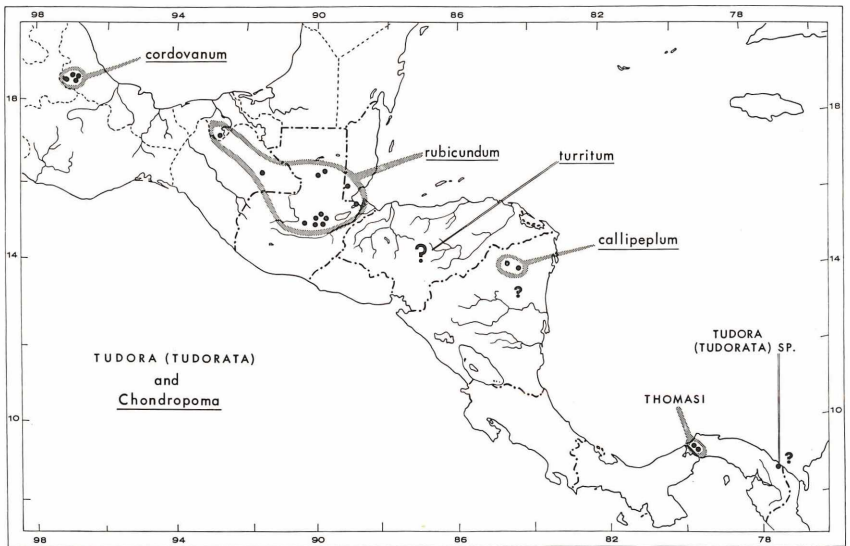 98 94 90 86 82 78
cordovanum
18 18
rubicundum
turritum
?
14 callipeplum 14
?
TUDORA
(TUDORATA) SP.
TUDORA (TUDORATA)
and
Chondropoma
THOMASI
10 10
?
98 94 90 86 82 78